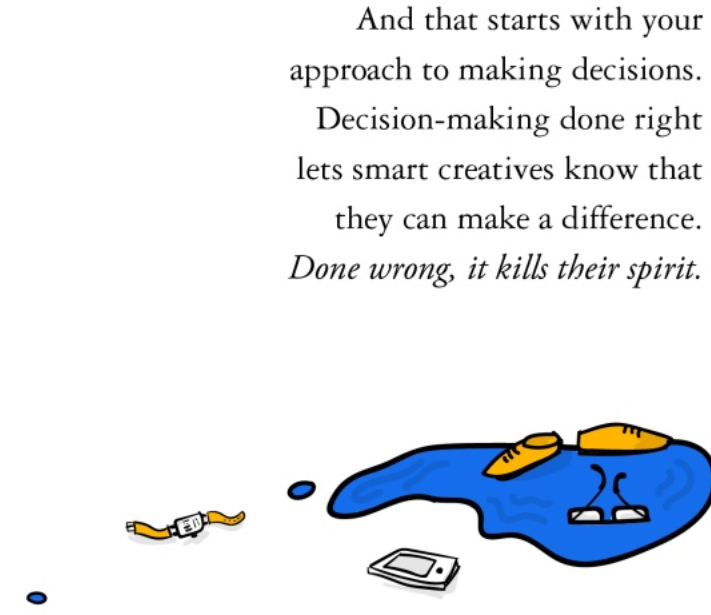 And that starts with your
approach to making decisions.
Decision-making done right
lets smart creatives know that
they can make a difference.
Done wrong, it kills their spirit.